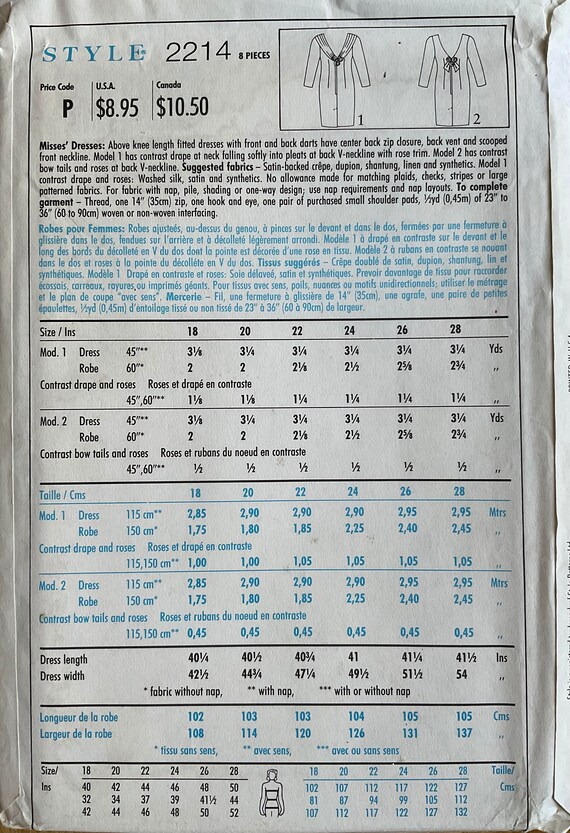 STYLE 2214 8 PIECES
Price Code U.S.A. Canada
P $8.95 $10.50
1 2
Misses' Dresses: Above knee length fitted dresses with front and back darts have center back zip closure, back vent and scooped
front neckline. Model 1 has contrast drape at neck falling softly into pleats at back V-neckline with rose trim. Model 2 has contrast
bow tails and roses at back V-neckline. Suggested fabrics – Satin-backed crêpe, dupion, shantung, linen and synthetics. Model 1
contrast drape and roses: Washed silk, satin and synthetics. No allowance made for matching plaids, checks, stripes or large
patterned fabrics. For fabric with nap, pile, shading or one-way design; use nap requirements and nap layouts. To complete
garment – Thread, one 14" (35cm) zip, one hook and eye, one pair of purchased small shoulder pads, ½yd (0,45m) of 23" to
36" (60 to 90cm) woven or non-woven interfacing.
Robes pour Femmes: Robes ajustées, au-dessus du genou, à pinces sur le devant et dans le dos, fermées par une fermeture à
glissière dans le dos, fendues sur l'arrière et à décolleté légèrement arrondi. Modèle 1 à drapé en contraste sur le devant et le
long des bords du décolleté en V du dos dont la pointe est décorée d'une rose en tissu. Modèle 2 à rubans en contraste se nouant
dans le dos et roses à la pointe du décolleté en V du dos. Tissus suggérés – Crêpe doublé de satin, dupion, shantung, lin et
synthétiques. Modèle 1 Drapé en contraste et roses: Soie délavée, satin et synthétiques. Prevoir davantage de tissu pour raccorder
écossais, carreaux, rayures, ou imprimés géants. Pour tissus avec sens, poils, nuances ou motifs unidirectionnels; utiliser le métrage
et le plan de coupe "avec sens". Mercerie – Fil, une fermeture à glissière de 14" (35cm), une agrafe, une paire de petites
épaulettes, ½yd (0,45m) d'entoilage tissé ou non tissé de 23" à 36" (60 à 90cm) de largeur.
Size / Ins 18 20 22 24 26 28
Mod. 1 Dress 45"** 3⅛ 3¼ 3¼ 3¼ 3¼ 3¼ Yds
Robe 60"* 2 2 2⅛ 2½ 2⅝ 2¾ ,,
Contrast drape and roses Roses et drapé en contraste
45",60"** 1⅛ 1⅛ 1¼ 1¼ 1¼ 1¼ ,,
Mod. 2 Dress 45"** 3⅛ 3¼ 3¼ 3¼ 3¼ 3¼ Yds
Robe 60"* 2 2 2⅛ 2½ 2⅝ 2¾ ,,
Contrast bow tails and roses Roses et rubans du noeud en contraste
45",60"** ½ ½ ½ ½ ½ ½ ,,
Taille / Cms 18 20 22 24 26 28
Mod. 1 Dress 115 cm** 2,85 2,90 2,90 2,95 2,95 2,95 Mtrs
Robe 150 cm* 1,75 1,80 1,85 2,25 2,40 2,45 ,,
Contrast drape and roses Roses et drapé en contraste
115,150 cm** 1,00 1,00 1,05 1,05 1,05 1,05 ,,
Mod. 2 Dress 115 cm** 2,85 2,90 2,90 2,95 2,95 2,95 Mtrs
Robe 150 cm* 1,75 1,80 1,85 2,25 2,40 2,45 ,,
Contrast bow tails and roses Roses et rubans du noeud en contraste
115,150 cm** 0,45 0,45 0,45 0,45 0,45 0,45 ,,
Dress length 40¼ 40½ 40¾ 41 41¼ 41½ Ins
Dress width 42½ 44¾ 47¼ 49½ 51½ 54 ,,
* fabric without nap, ** with nap, *** with or without nap
Longueur de la robe 102 103 103 104 105 105 Cms
Largeur de la robe 108 114 120 126 131 137 ,,
* tissu sans sens, ** avec sens, *** avec ou sans sens
Size/ 18 20 22 24 26 28 18 20 22 24 26 28 Taille/
Ins 40 42 44 46 48 50 102 107 112 117 122 127 Cms
32 34 37 39 41½ 44 81 87 94 99 105 112
42 44 46 48 50 52 107 112 117 122 127 132